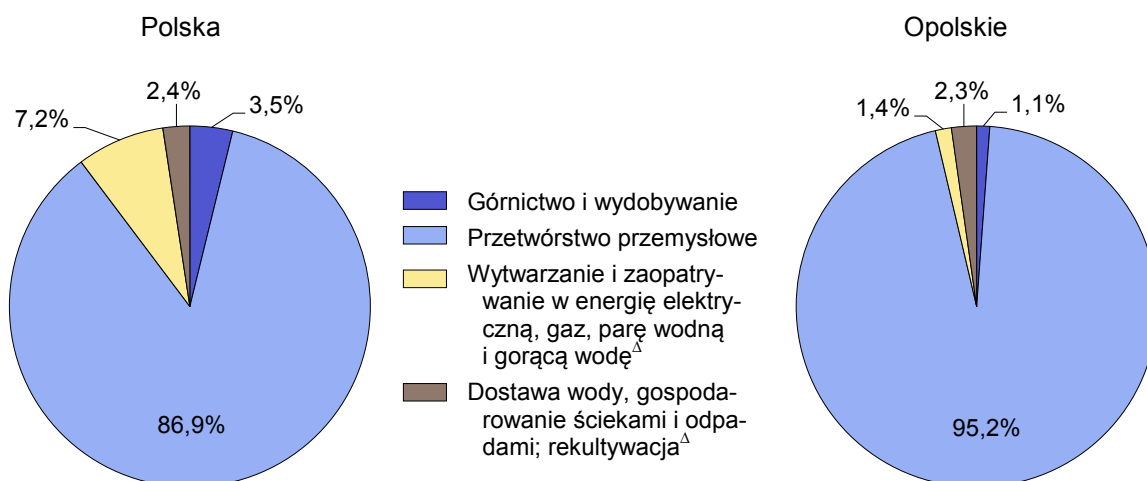 Polska
Opolskie
7,2%
2,4%
3,5%
86,9%
Górnictwo i wydobywanie
Przetwórstwo przemysłowe
Wytwarzanie i zaopatry-
wanie w energię elektry-
czną, gaz, parę wodną
i gorącą wodę Δ
Dostawa wody, gospoda-
rowanie ściekami i odpa-
dami; rekultywacja Δ
1,4%
2,3%
1,1%
95,2%